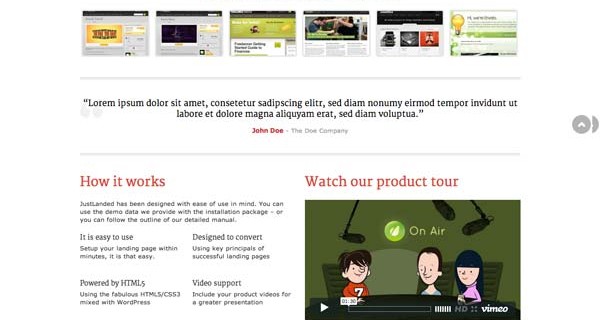 “Lorem ipsum dolor sit amet, consetetur sadipscing elitr, sed diam nonumy eirmod tempor invidunt ut
labore et dolore magna aliquyam erat, sed diam voluptua.”
John Doe - The Doe Company
How it works
JustLanded has been designed with ease of use in mind. You can
use the demo data we provide with the installation package – or
you can follow the outline of our detailed manual.
It is easy to use
Setup your landing page within
minutes, it is that easy.
Designed to convert
Using key principals of
successful landing pages
Powered by HTML5
Using the fabulous HTML5/CSS3
mixed with WordPress
Video support
Include your product videos for
a greater presentation
Watch our product tour
On Air
7
01:30
HD
vimeo